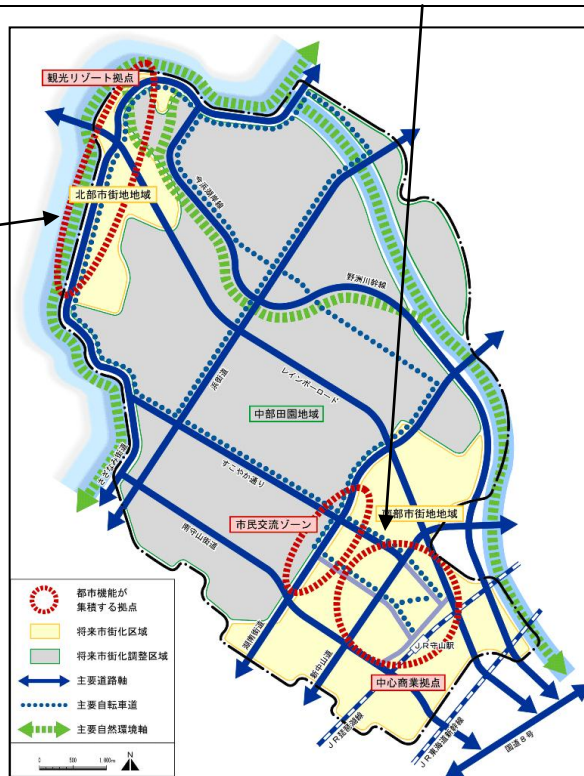 観光リゾート拠点
北部市街地地域
今浜湖岸線
野洲川幹線
浜街道
レインボーロード
中部田園地域
すこやか通り
さざなみ街道
南守山街道
市民交流ゾーン
南部市街地地域
湖南街道
新中山道
JR守山駅
中心商業拠点
JR琵琶湖線
JR東海道新幹線
国道8号
都市機能が
集積する拠点
将来市街化区域
将来市街化調整区域
主要道路軸
主要自転車道
主要自然環境軸
0 500 1,000m
N